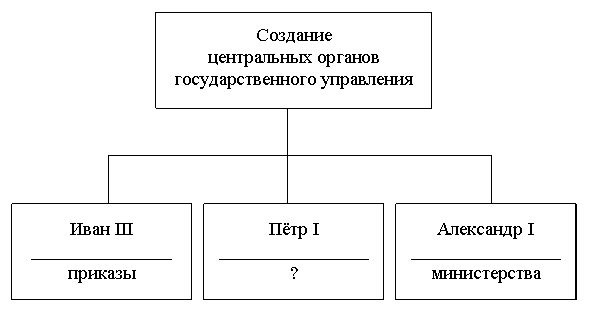 Создание
центральных органов
государственного управления
Иван III
приказы
Пётр I
?
Александр I
министерства